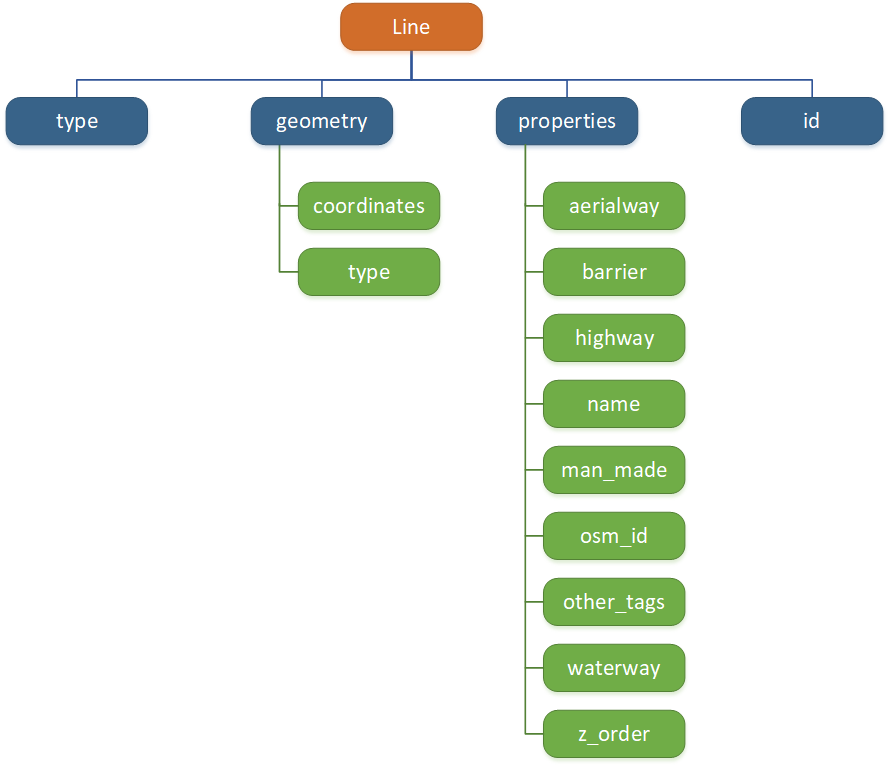 Line
type
geometry
properties
id
coordinates
type
aerialway
barrier
highway
name
man_made
osm_id
other_tags
waterway
z_order